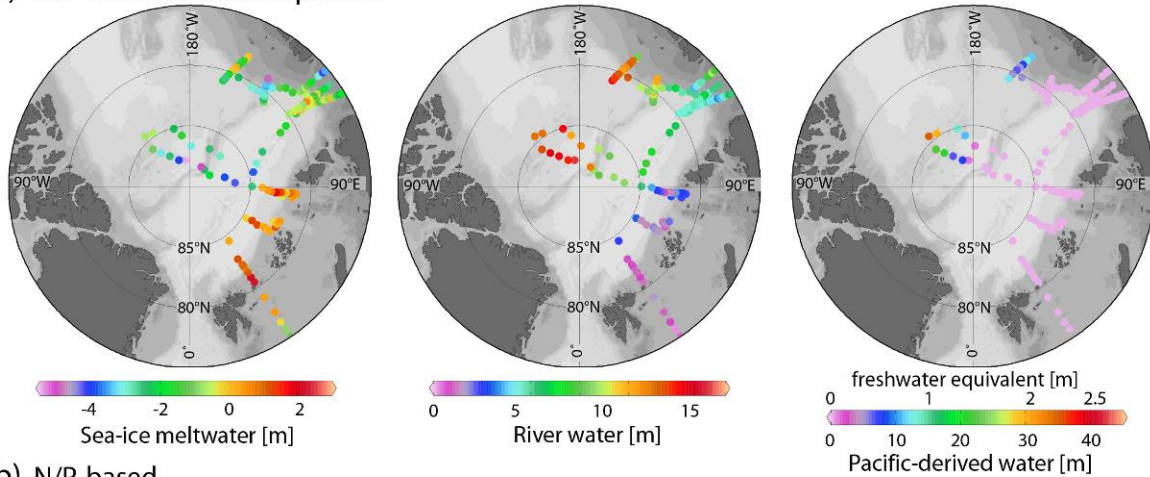 180°W
90°W
90°E
85°N
80°N
0°
-4 -2 0 2
Sea-ice meltwater [m]
180°W
90°W
90°E
85°N
80°N
0°
0 5 10 15
River water [m]
180°W
90°W
90°E
85°N
80°N
0°
freshwater equivalent [m]
0 1 2 2.5
0 10 20 30 40
Pacific-derived water [m]
b) N/P-based